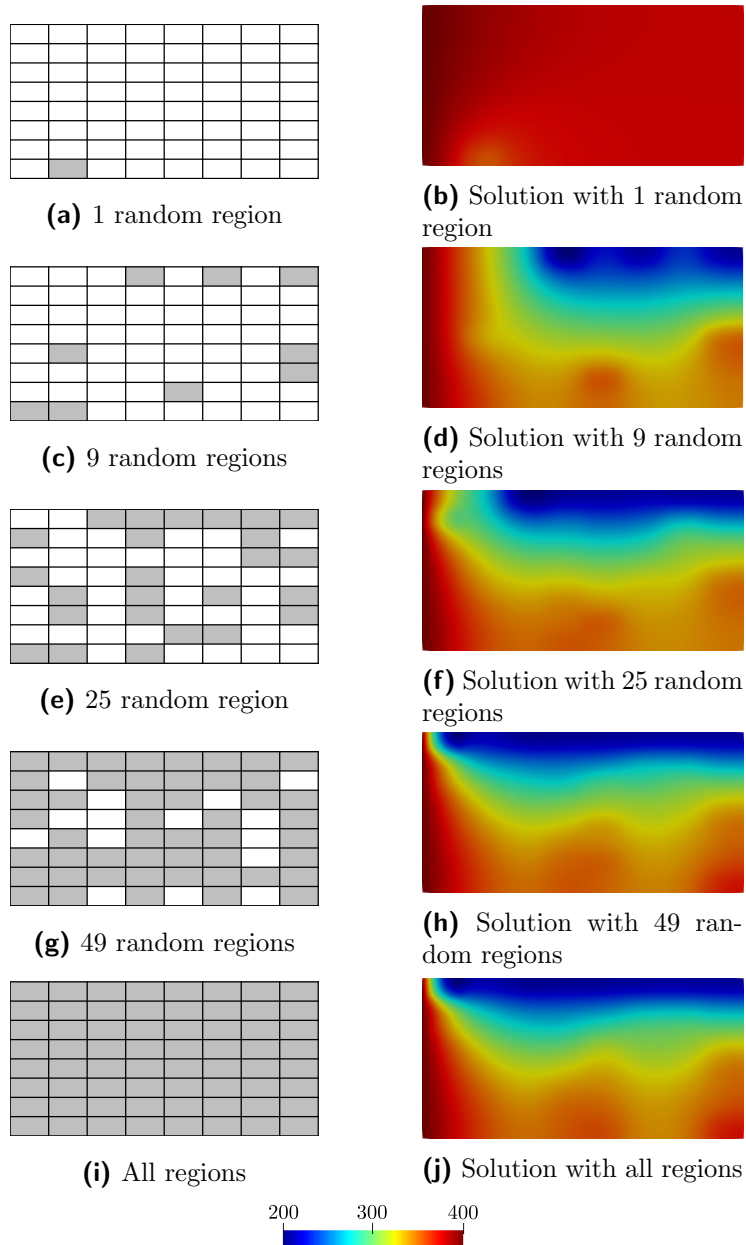 (a) 1 random region
(b) Solution with 1 random
region
(c) 9 random regions
(d) Solution with 9 random
regions
(e) 25 random region
(f) Solution with 25 random
regions
(g) 49 random regions
(h) Solution with 49 ran-
dom regions
(i) All regions
(j) Solution with all regions
200 300 400